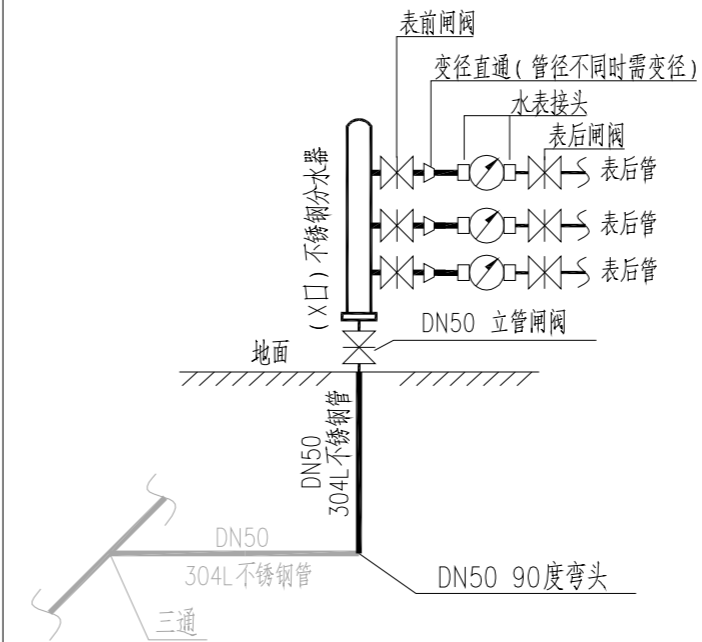 表前闸阀
变径直通(管径不同时需变径)
水表接头
表后闸阀
表后管
表后管
表后管
(X口)不锈钢分水器
DN50 立管闸阀
地面
DN50
304L不锈钢管
DN50
304L不锈钢管
DN50 90度弯头
三通